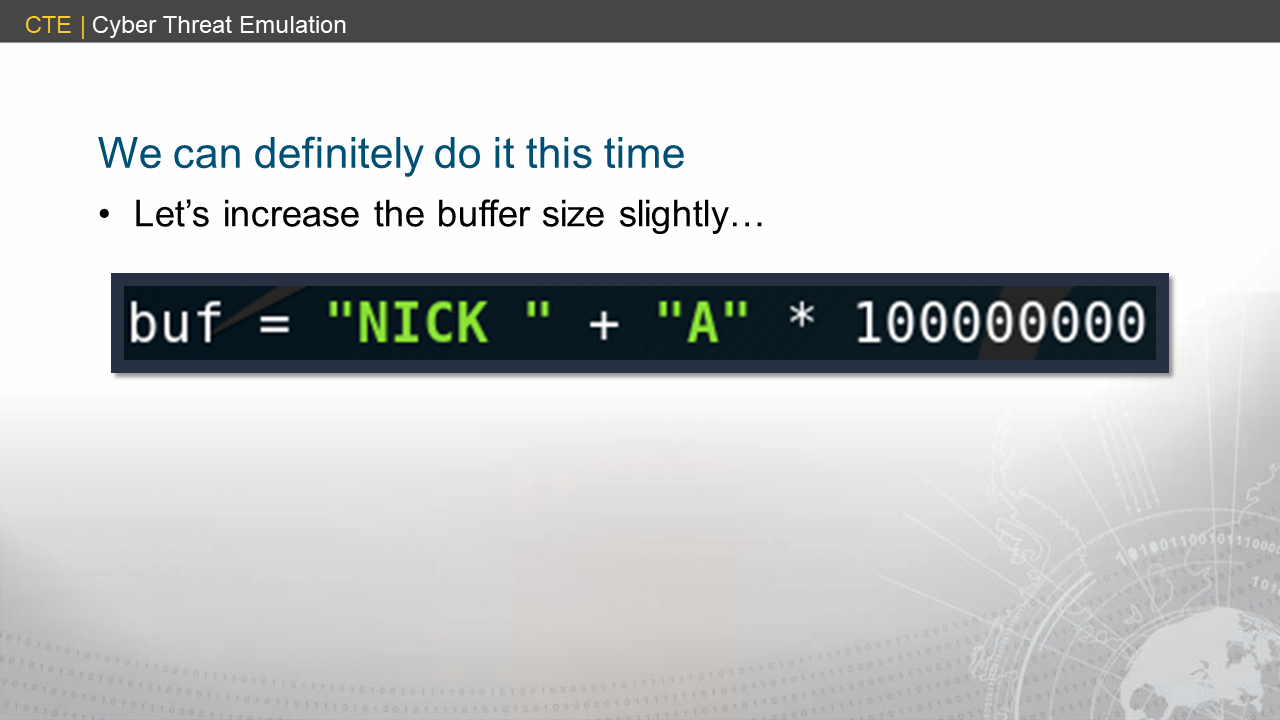 CTE | Cyber Threat Emulation
We can definitely do it this time
• Let’s increase the buffer size slightly…
buf = "NICK " + "A" * 100000000